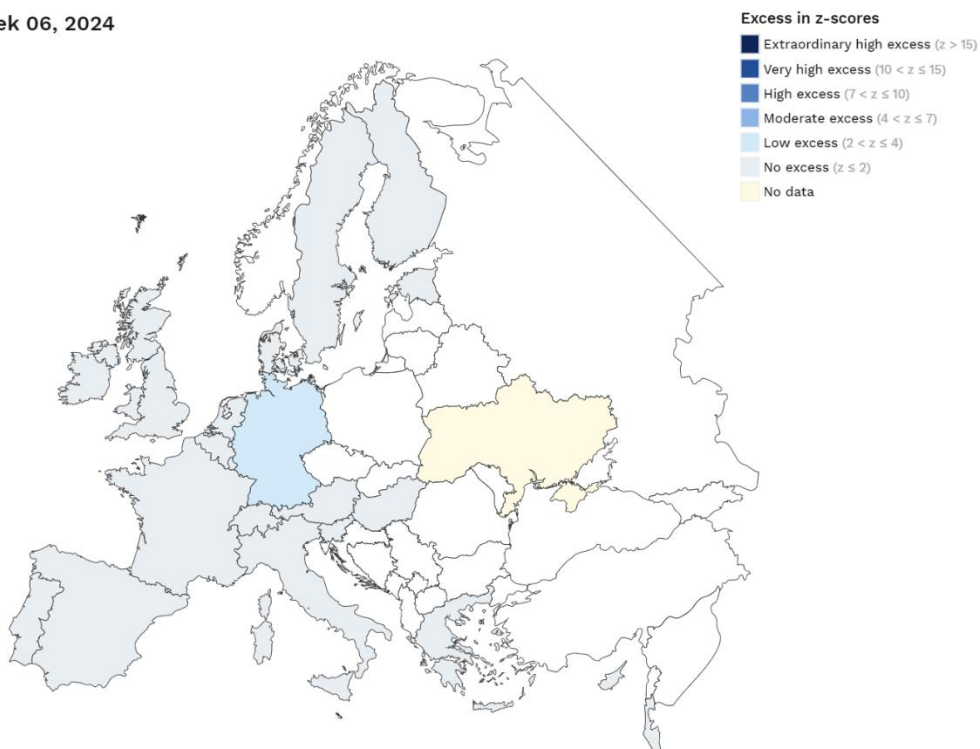 ek 06, 2024
Excess in z-scores
Extraordinary high excess (z > 15)
Very high excess (10 < z ≤ 15)
High excess (7 < z ≤ 10)
Moderate excess (4 < z ≤ 7)
Low excess (2 < z ≤ 4)
No excess (z ≤ 2)
No data